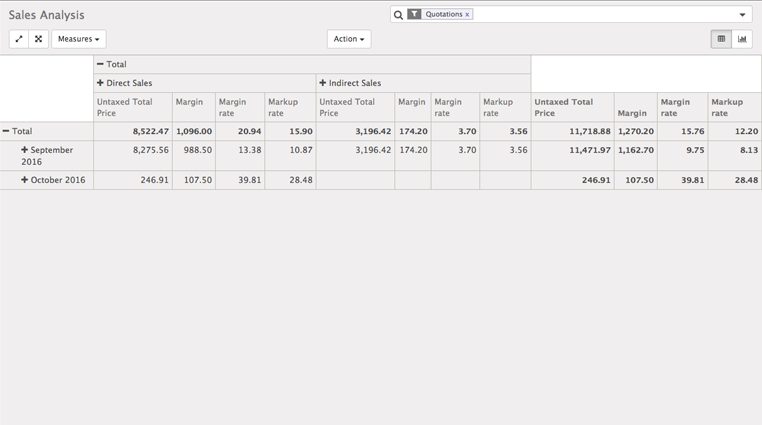 Sales Analysis
Quotations x
Measures
Action
Total
Direct Sales
Indirect Sales
Untaxed Total Price
Margin
Margin rate
Markup rate
Untaxed Total Price
Margin
Margin rate
Markup rate
Untaxed Total Price
Margin
Margin rate
Markup rate
Total 8,522.47 1,096.00 20.94 15.90 3,196.42 174.20 3.70 3.56 11,718.88 1,270.20 15.76 12.20
September 2016 8,275.56 988.50 13.38 10.87 3,196.42 174.20 3.70 3.56 11,471.97 1,162.70 9.75 8.13
October 2016 246.91 107.50 39.81 28.48 246.91 107.50 39.81 28.48